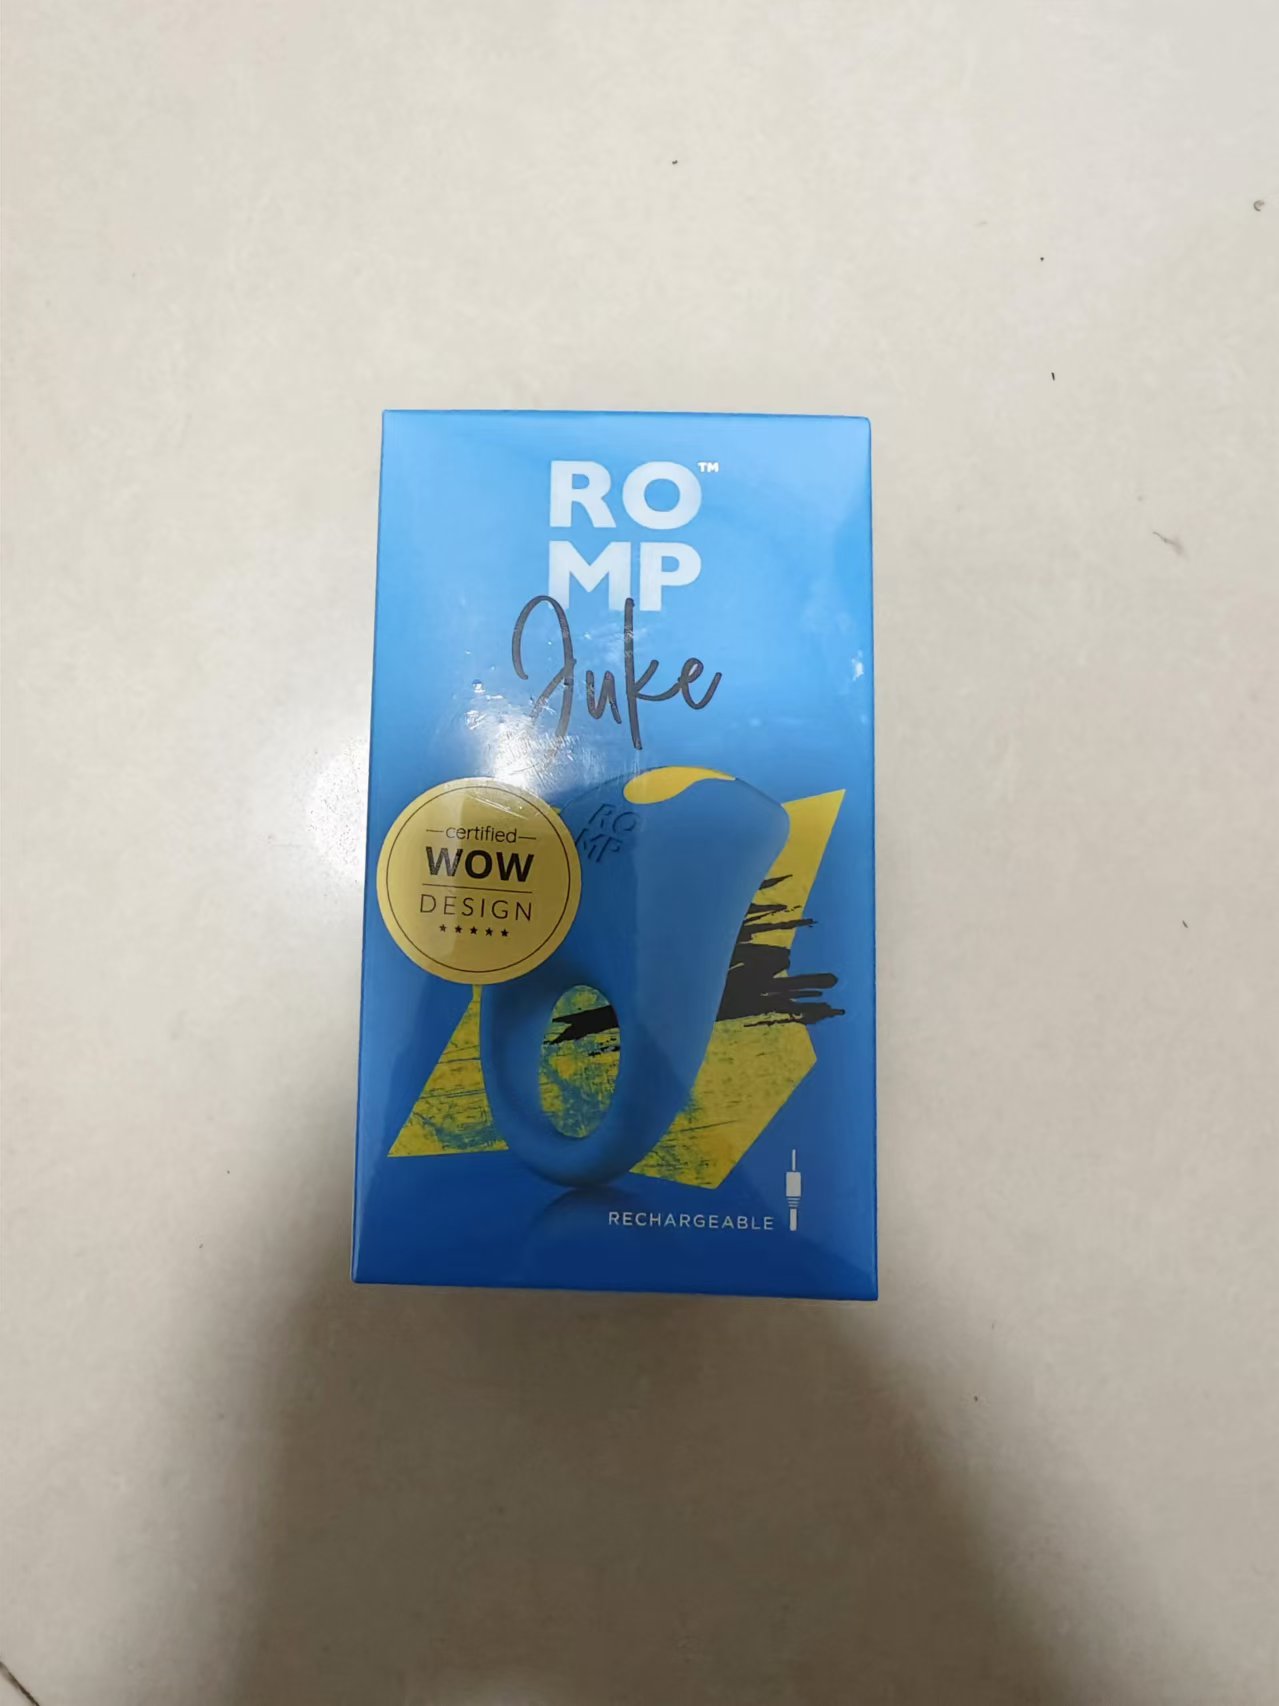 RO™
MP
Juke
RO
MP
certified
WOW
DESIGN
RECHARGEABLE